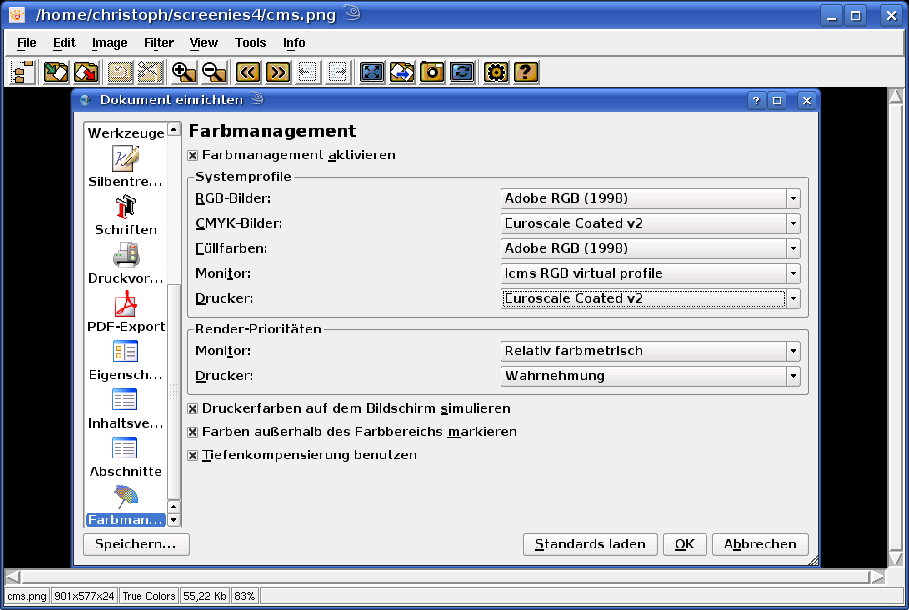 /home/christoph/screenies4/cms.png
File Edit Image Filter View Tools Info
Dokument einrichten
Werkzeuge
Silbentre...
Schriften
Druckvor...
PDF-Export
Eigensch...
Inhaltsve...
Abschnitte
Farbman...
Farbmanagement
Farbmanagement aktivieren
Systemprofile
RGB-Bilder: Adobe RGB (1998)
CMYK-Bilder: Euroscale Coated v2
Füllfarben: Adobe RGB (1998)
Monitor: lcms RGB virtual profile
Drucker: Euroscale Coated v2
Render-Prioritäten
Monitor: Relativ farbmetrisch
Drucker: Wahrnehmung
Druckerfarben auf dem Bildschirm simulieren
Farben außerhalb des Farbbereichs markieren
Tiefenkompensierung benutzen
Speichern... Standards laden OK Abbrechen
cms.png 901x577x24 True Colors 55,22 Kb 83%